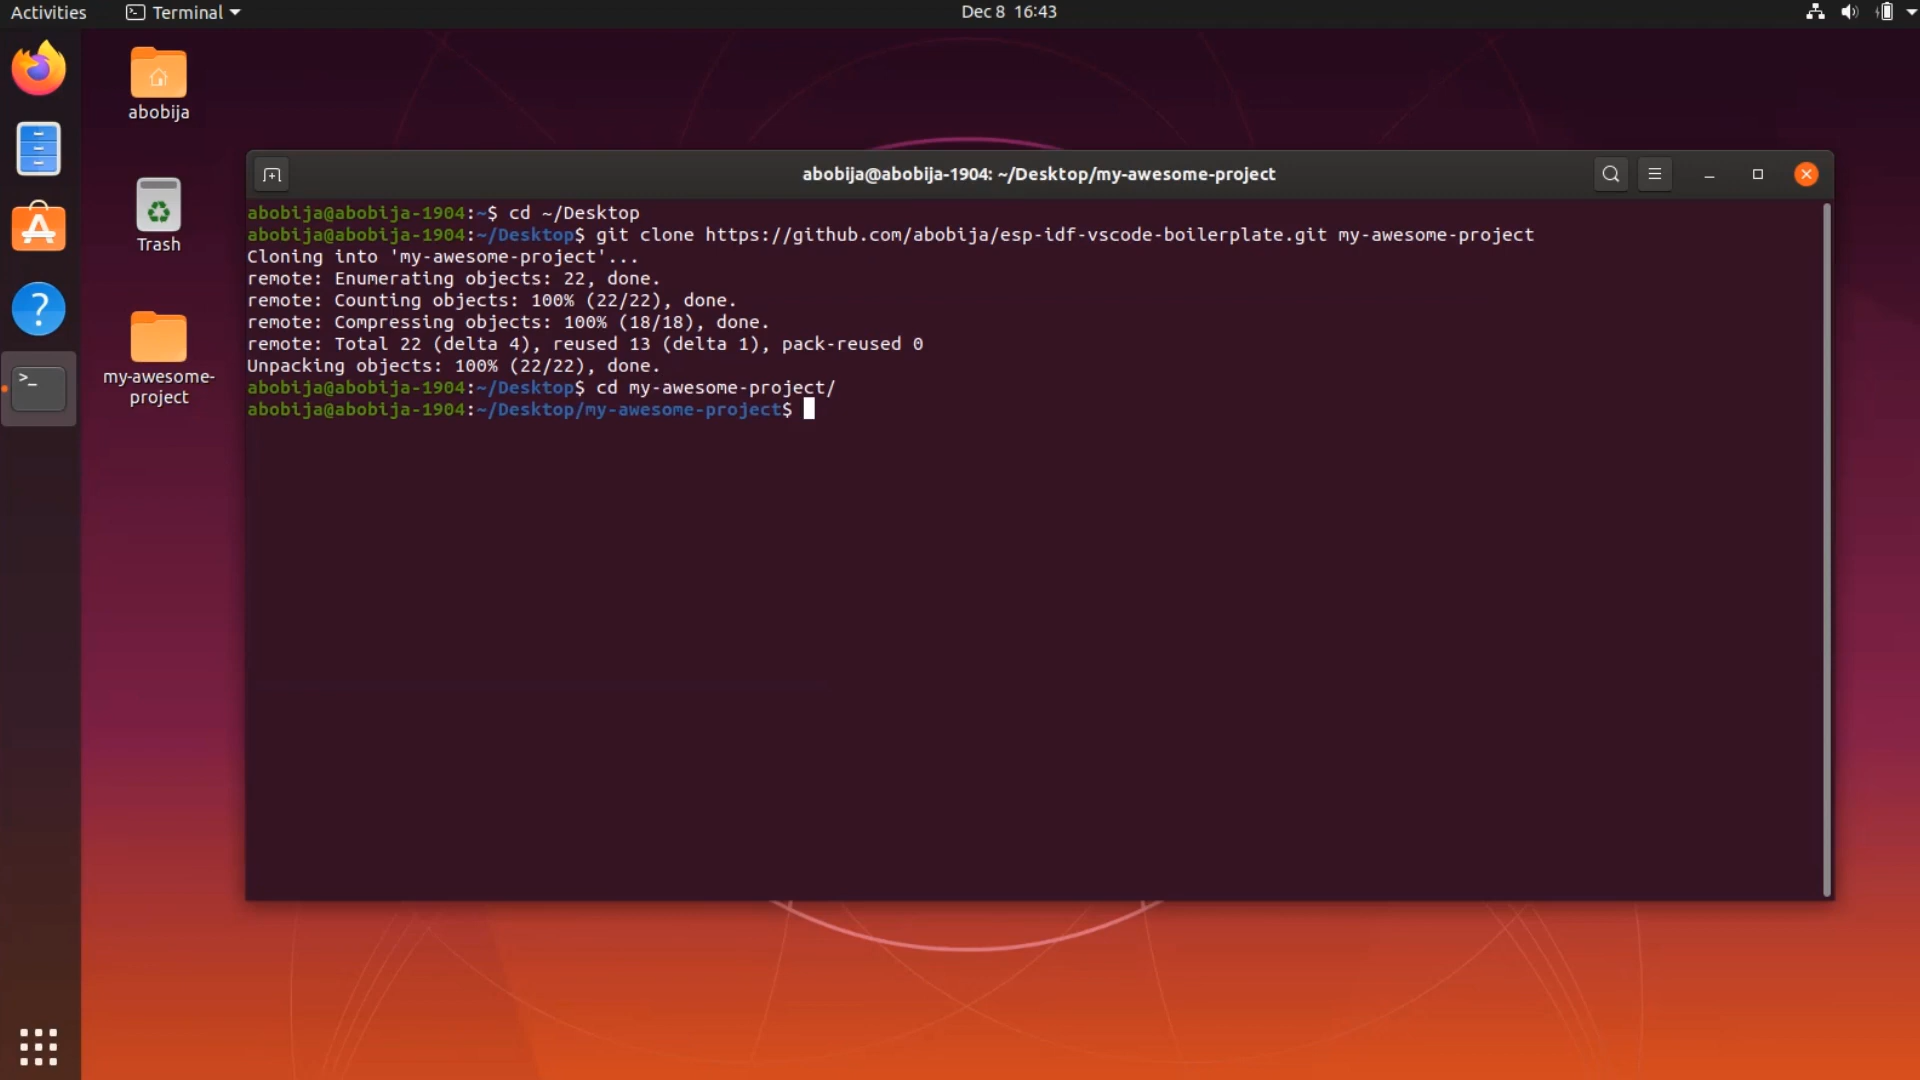 Activities
Terminal
Dec 8 16:43
abobija
Trash
my-awesome-
project
abobija@abobija-1904: ~/Desktop/my-awesome-project
abobija@abobija-1904:~$ cd ~/Desktop
abobija@abobija-1904:~/Desktop$ git clone https://github.com/abobija/esp-idf-vscode-boilerplate.git my-awesome-project
Cloning into 'my-awesome-project'...
remote: Enumerating objects: 22, done.
remote: Counting objects: 100% (22/22), done.
remote: Compressing objects: 100% (18/18), done.
remote: Total 22 (delta 4), reused 13 (delta 1), pack-reused 0
Unpacking objects: 100% (22/22), done.
abobija@abobija-1904:~/Desktop$ cd my-awesome-project/
abobija@abobija-1904:~/Desktop/my-awesome-project$